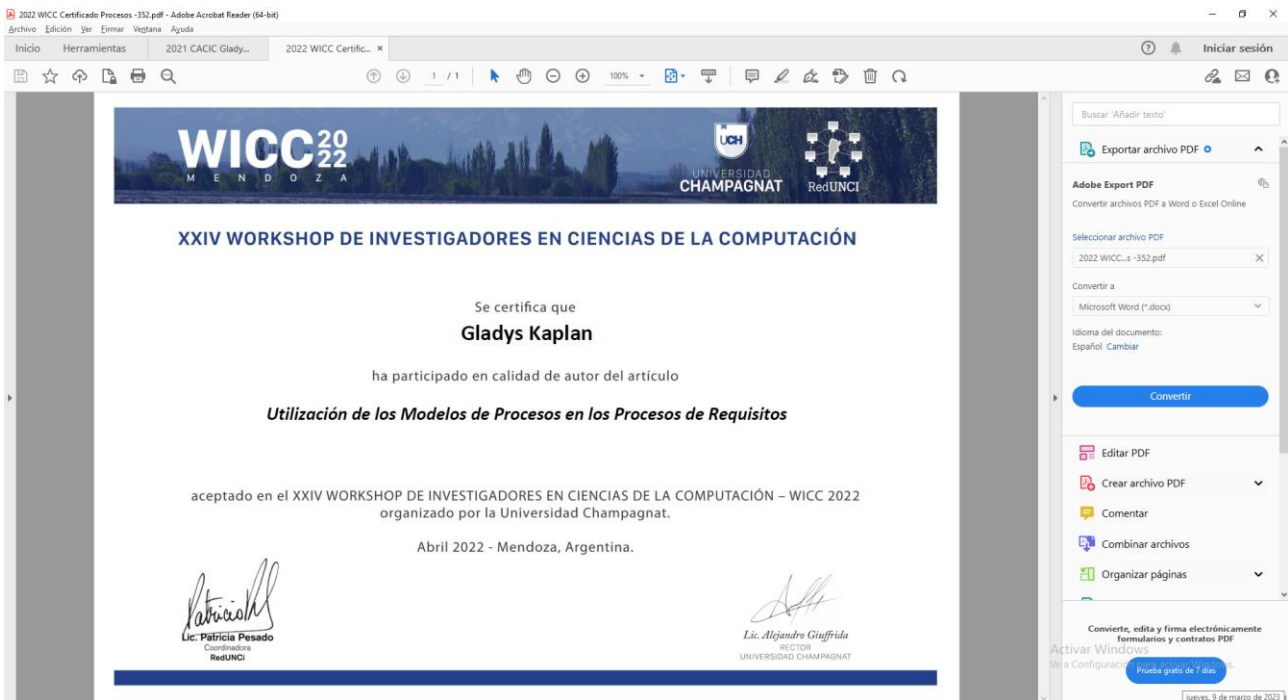 2022 WICC Certificado Procesos -352.pdf - Adobe Acrobat Reader (64-bit)
Archivo Edición Ver Firmar Ventana Ayuda
Inicio Herramientas 2021 CACIC Glady... 2022 WICC Certific... × Iniciar sesión
1 / 1 100%
WICC 2022
MENDOZA
UCH
UNIVERSIDAD
CHAMPAGNAT
RedUNCI
XXIV WORKSHOP DE INVESTIGADORES EN CIENCIAS DE LA COMPUTACIÓN
Se certifica que
Gladys Kaplan
ha participado en calidad de autor del artículo
Utilización de los Modelos de Procesos en los Procesos de Requisitos
aceptado en el XXIV WORKSHOP DE INVESTIGADORES EN CIENCIAS DE LA COMPUTACIÓN – WICC 2022
organizado por la Universidad Champagnat.
Abril 2022 - Mendoza, Argentina.
Lic. Patricia Pesado
Coordinadora
RedUNCi
Lic. Alejandro Giuffrida
RECTOR
UNIVERSIDAD CHAMPAGNAT
Buscar 'Añadir texto'
Exportar archivo PDF
Adobe Export PDF
Convertir archivos PDF a Word o Excel Online
Seleccionar archivo PDF
2022 WICC...s -352.pdf
Convertir a
Microsoft Word (*.docx)
Idioma del documento:
Español Cambiar
Convertir
Editar PDF
Crear archivo PDF
Comentar
Combinar archivos
Organizar páginas
Convierte, edita y firma electrónicamente
formularios y contratos PDF
Activar Windows
Ve a Configuración para activar Windows.
Prueba gratis de 7 días
jueves, 9 de marzo de 2023